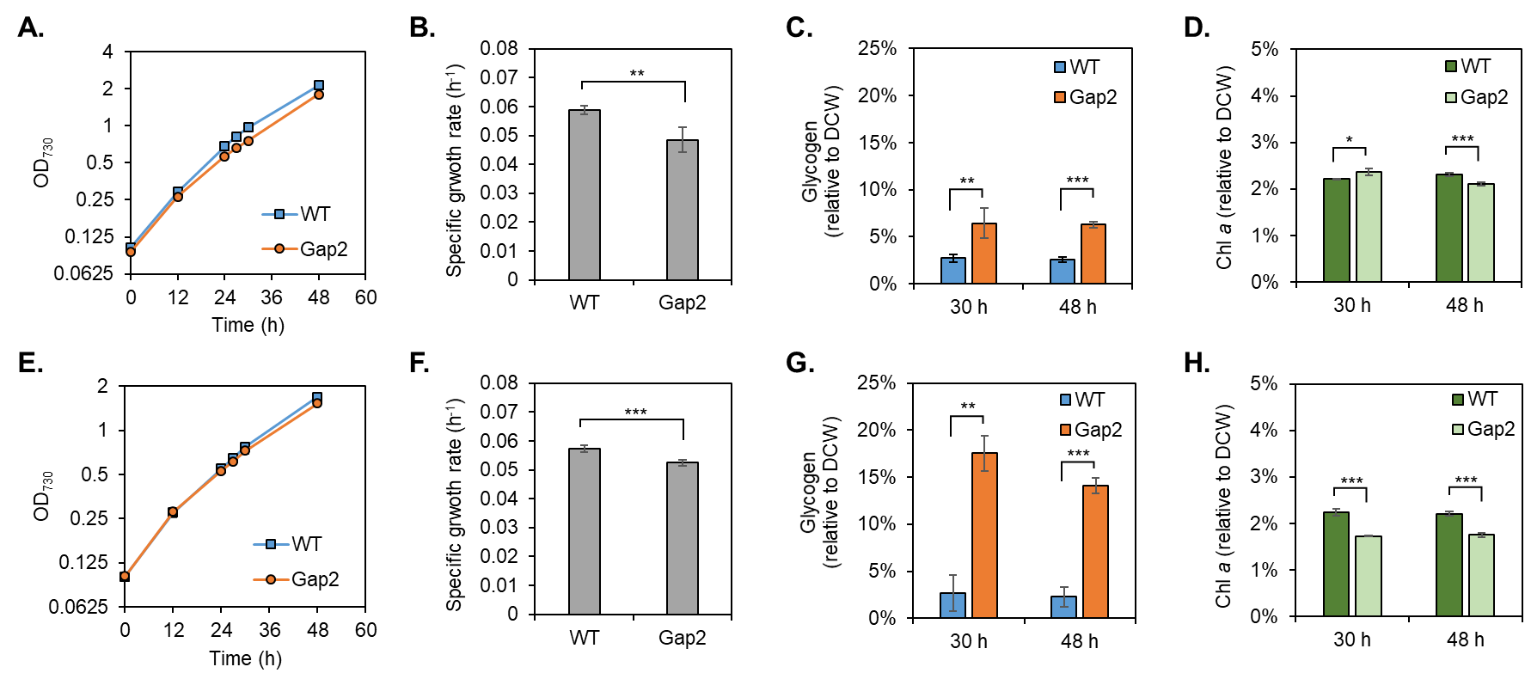 A.
4
2
1
0.5
0.25
0.125
0.0625
OD730
0 12 24 36 48 60
Time (h)
WT
Gap2
B.
0.08
0.07
0.06
0.05
0.04
0.03
0.02
0.01
0
Specific grwoth rate (h-1)
**
WT Gap2
C.
25%
20%
15%
10%
5%
0%
Glycogen
(relative to DCW)
WT
Gap2
** ***
30 h 48 h
D.
5%
4%
3%
2%
1%
0%
Chl a (relative to DCW)
WT
Gap2
* ***
30 h 48 h
E.
2
1
0.5
0.25
0.125
0.0625
OD730
0 12 24 36 48 60
Time (h)
WT
Gap2
F.
0.08
0.07
0.06
0.05
0.04
0.03
0.02
0.01
0
Specific grwoth rate (h-1)
***
WT Gap2
G.
25%
20%
15%
10%
5%
0%
Glycogen
(relative to DCW)
WT
Gap2
** ***
30 h 48 h
H.
5%
4%
3%
2%
1%
0%
Chl a (relative to DCW)
WT
Gap2
*** ***
30 h 48 h